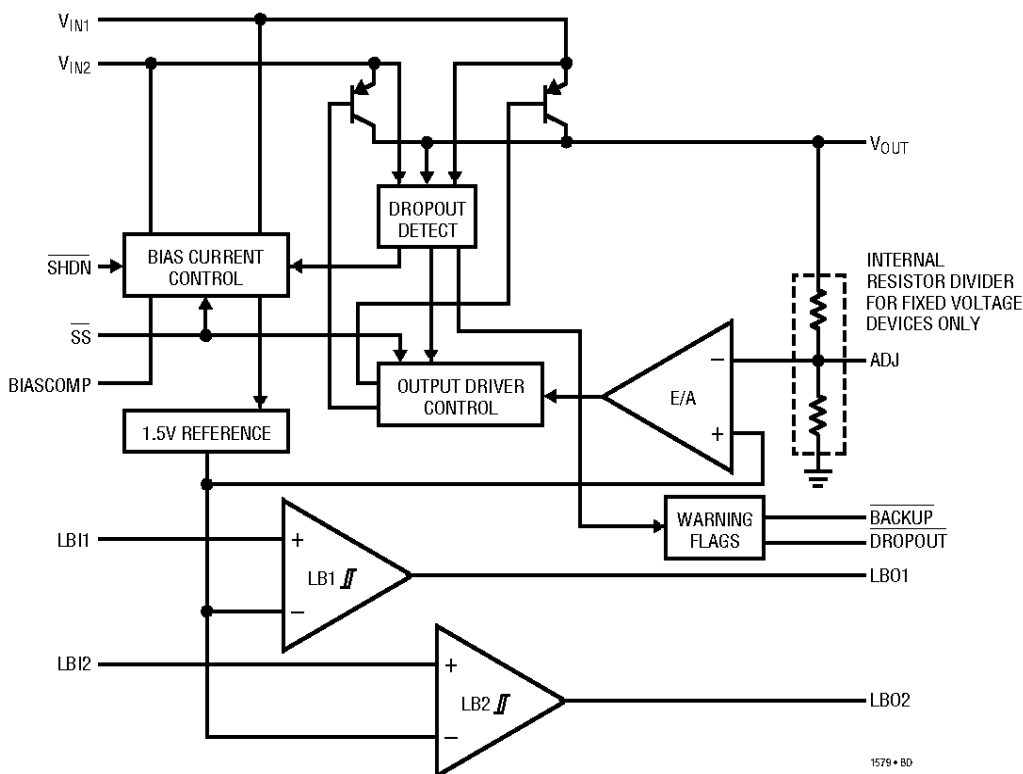 VIN1
VIN2
VOUT
DROPOUT
DETECT
BIAS CURRENT
CONTROL
SHDN
INTERNAL
RESISTOR DIVIDER
FOR FIXED VOLTAGE
DEVICES ONLY
SS
ADJ
BIASCOMP
OUTPUT DRIVER
CONTROL
−
E/A
+
1.5V REFERENCE
WARNING
FLAGS
BACKUP
DROPOUT
LBI1
+
LB1
−
LBO1
LBI2
+
LB2
−
LBO2
1579 • BD